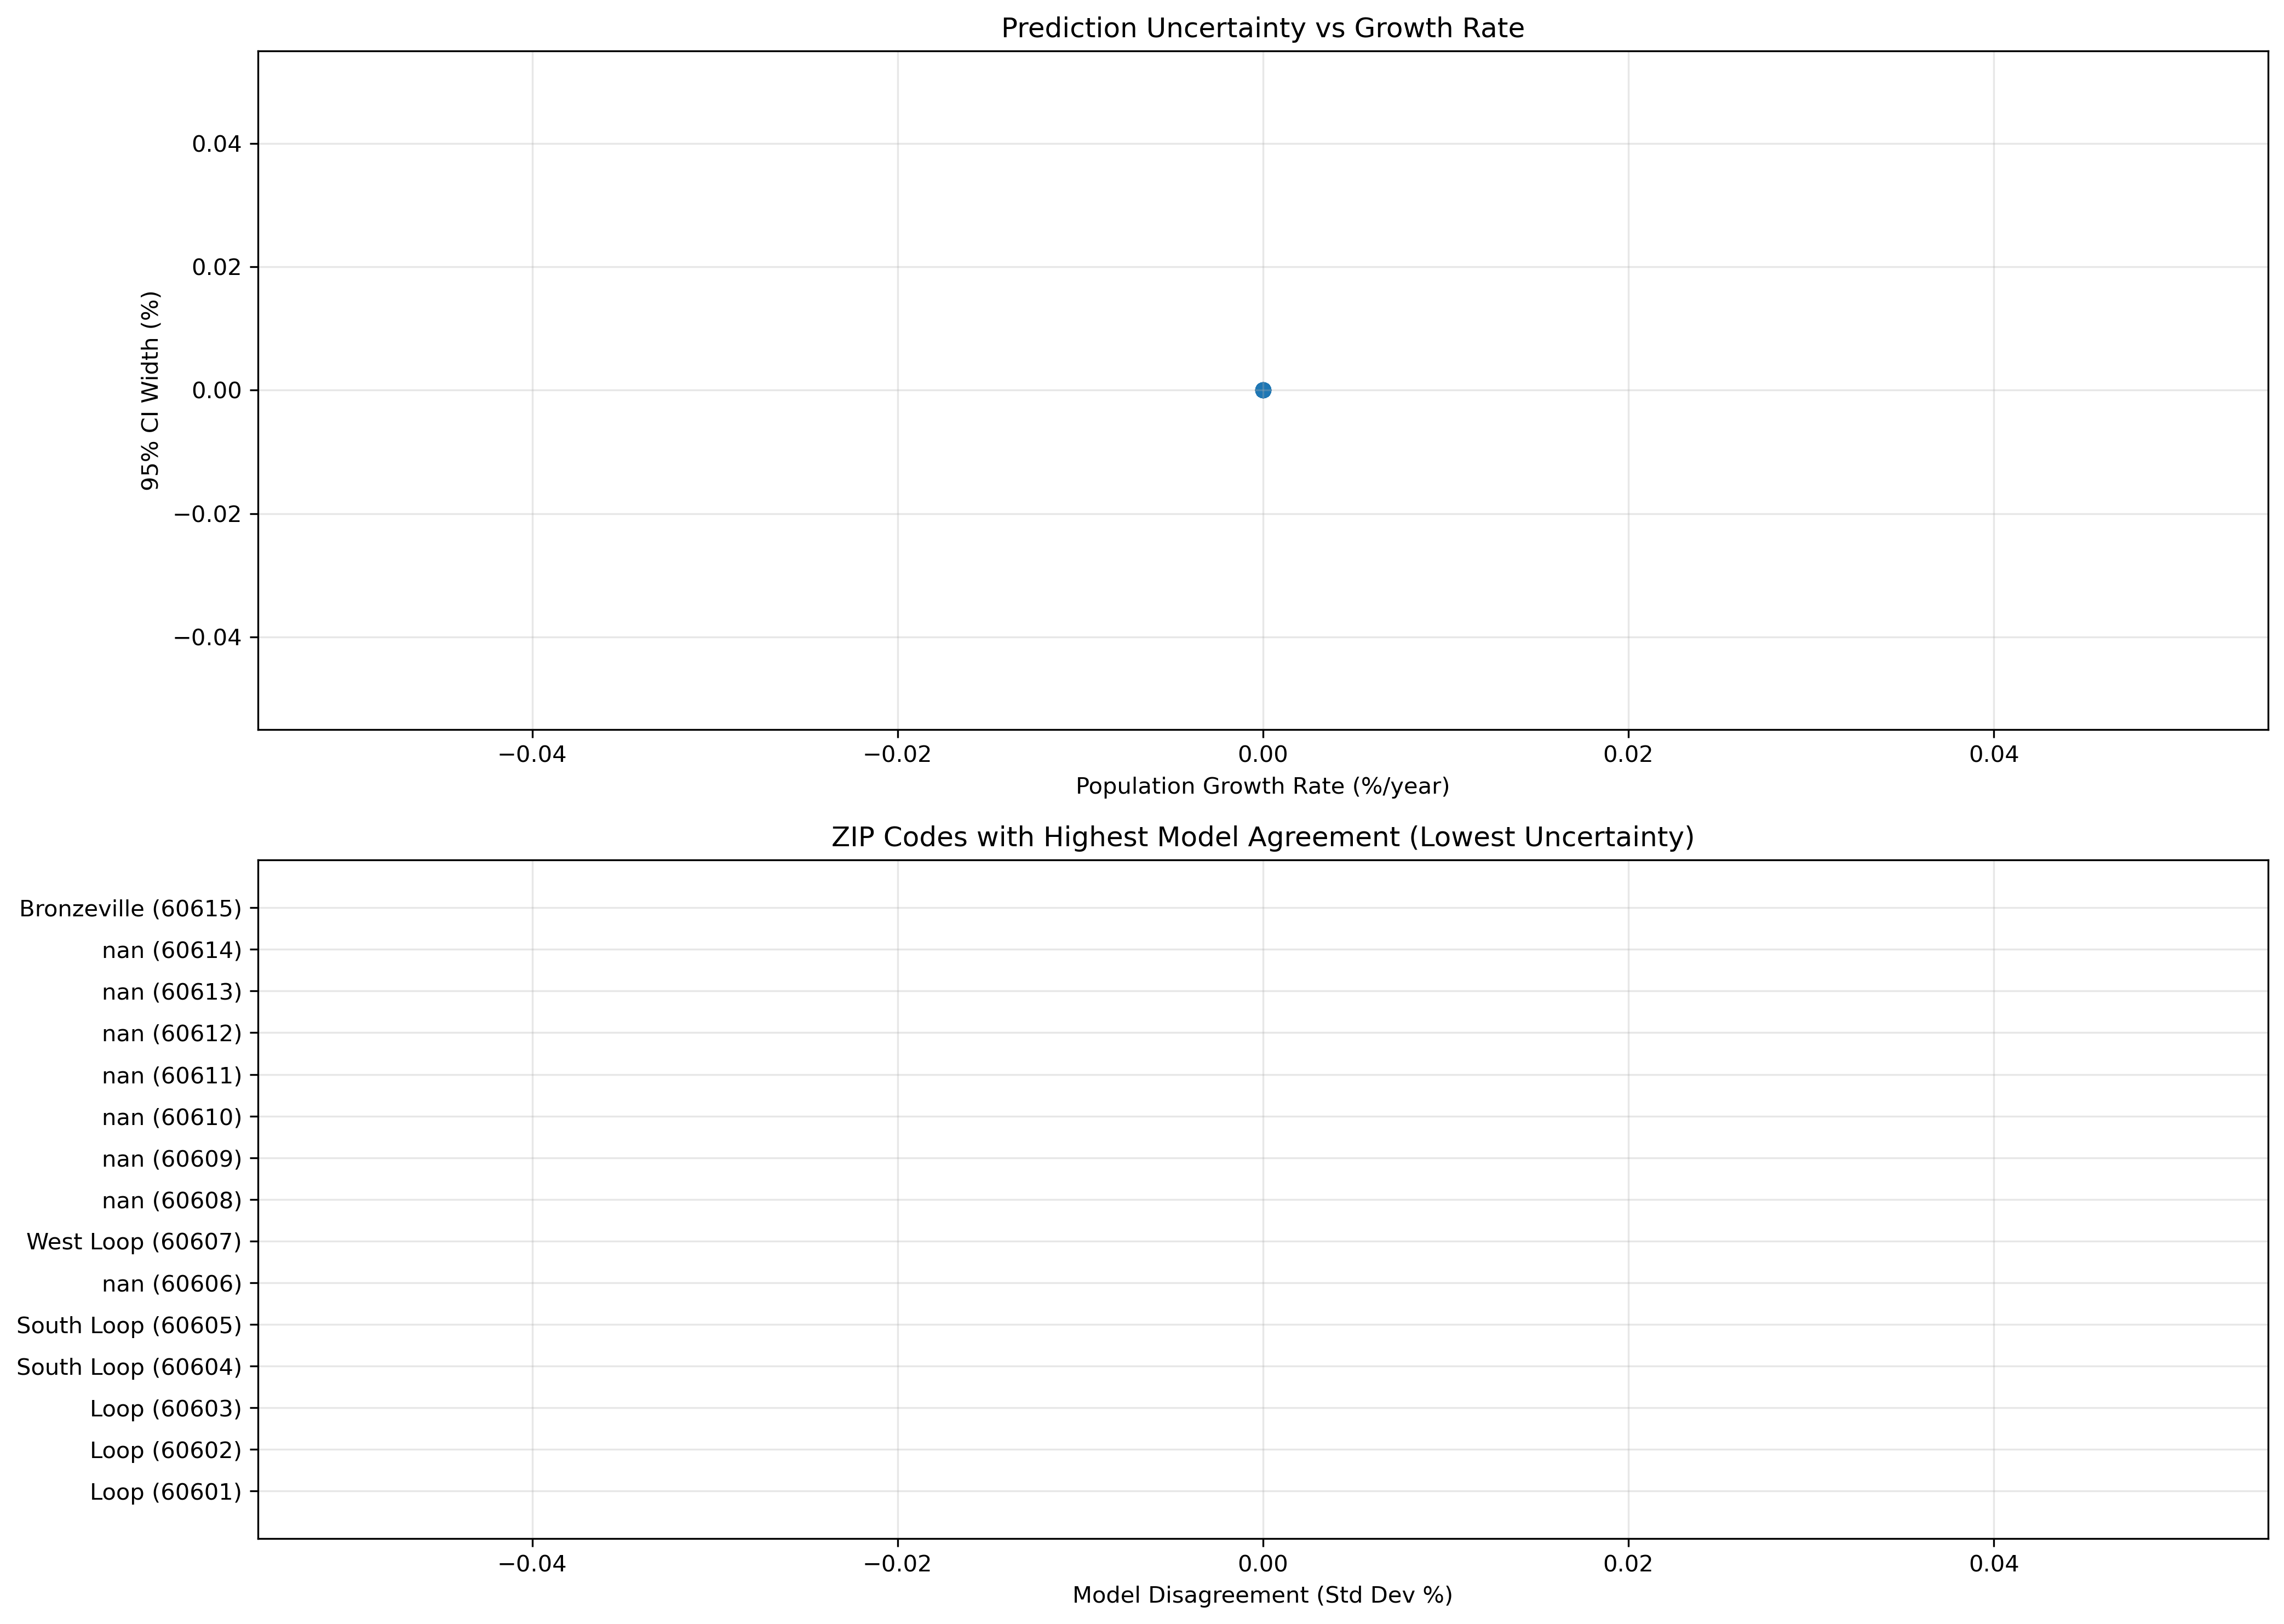 Prediction Uncertainty vs Growth Rate
0.04
0.02
0.00
−0.02
−0.04
95% CI Width (%)
−0.04 −0.02 0.00 0.02 0.04
Population Growth Rate (%/year)
ZIP Codes with Highest Model Agreement (Lowest Uncertainty)
Bronzeville (60615)
nan (60614)
nan (60613)
nan (60612)
nan (60611)
nan (60610)
nan (60609)
nan (60608)
West Loop (60607)
nan (60606)
South Loop (60605)
South Loop (60604)
Loop (60603)
Loop (60602)
Loop (60601)
−0.04 −0.02 0.00 0.02 0.04
Model Disagreement (Std Dev %)